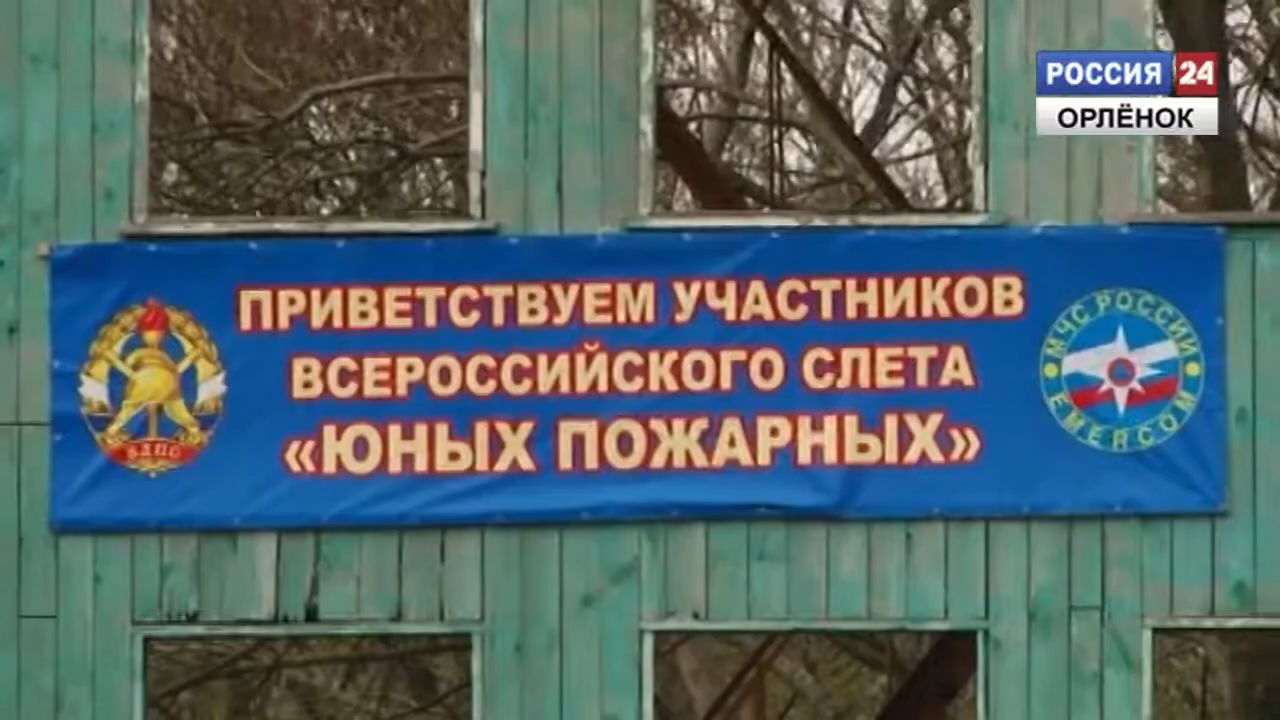 РОССИЯ 24
ОРЛЁНОК
ПРИВЕТСТВУЕМ УЧАСТНИКОВ
ВСЕРОССИЙСКОГО СЛЕТА
«ЮНЫХ ПОЖАРНЫХ»
ВДПО
МЧС РОССИИ
EMERCOM